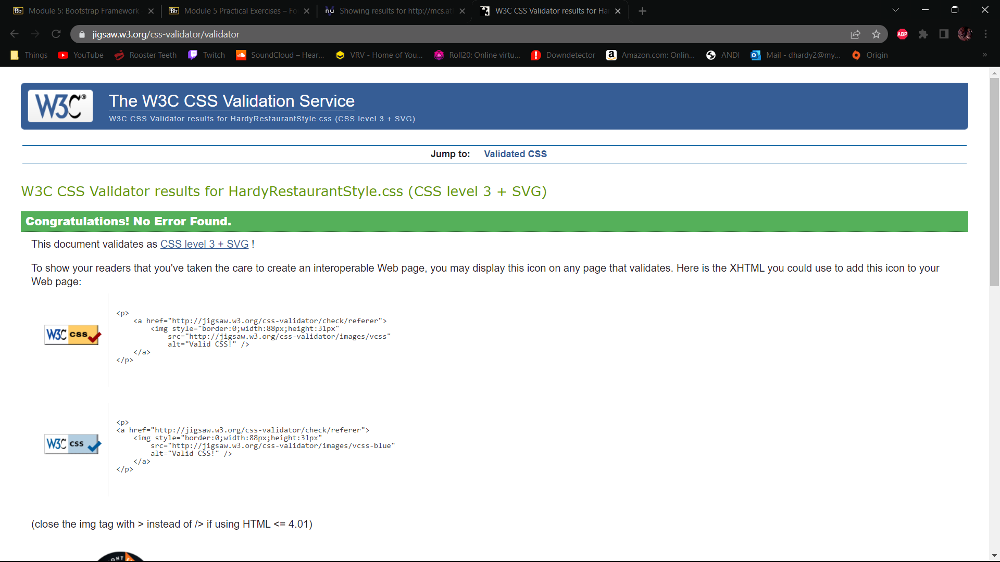 Module 5: Bootstrap Framework
Module 5 Practical Exercises – Fo
Showing results for http://mcs.at
W3C CSS Validator results for Ha
jigsaw.w3.org/css-validator/validator
ABP
Things
YouTube
Rooster Teeth
Twitch
SoundCloud – Hear...
VRV - Home of You...
Roll20: Online virtu...
Downdetector
Amazon.com: Onlin...
ANDI
Mail - dhardy2@my...
Origin
»
W3C®
The W3C CSS Validation Service
W3C CSS Validator results for HardyRestaurantStyle.css (CSS level 3 + SVG)
Jump to: Validated CSS
W3C CSS Validator results for HardyRestaurantStyle.css (CSS level 3 + SVG)
Congratulations! No Error Found.
This document validates as CSS level 3 + SVG !
To show your readers that you've taken the care to create an interoperable Web page, you may display this icon on any page that validates. Here is the XHTML you could use to add this icon to your
Web page:
W3C css
<p>
<a href="http://jigsaw.w3.org/css-validator/check/referer">
<img style="border:0;width:88px;height:31px"
src="http://jigsaw.w3.org/css-validator/images/vcss"
alt="Valid CSS!" />
</a>
</p>
W3C css
<p>
<a href="http://jigsaw.w3.org/css-validator/check/referer">
<img style="border:0;width:88px;height:31px"
src="http://jigsaw.w3.org/css-validator/images/vcss-blue"
alt="Valid CSS!" />
</a>
</p>
(close the img tag with > instead of /> if using HTML <= 4.01)